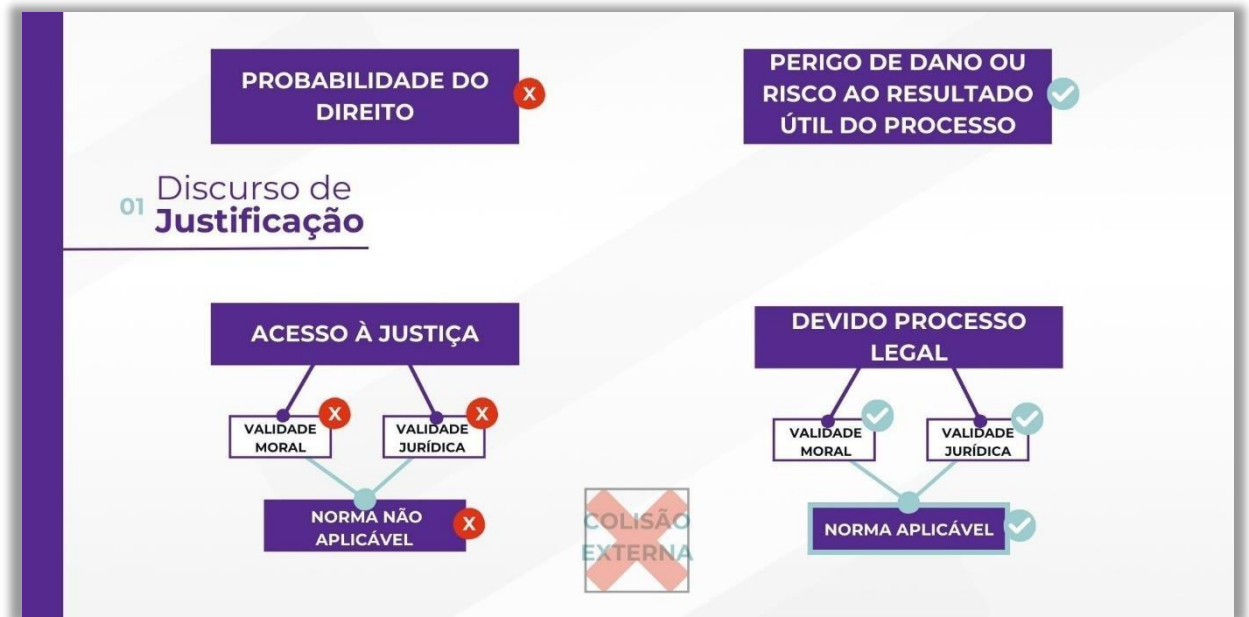 PROBABILIDADE DO
DIREITO
X
PERIGO DE DANO OU
RISCO AO RESULTADO
ÚTIL DO PROCESSO
01 Discurso de
Justificação
ACESSO À JUSTIÇA
VALIDADE
MORAL
X
VALIDADE
JURÍDICA
X
NORMA NÃO
APLICÁVEL
X
COLISÃO
EXTERNA
DEVIDO PROCESSO
LEGAL
VALIDADE
MORAL
VALIDADE
JURÍDICA
NORMA APLICÁVEL